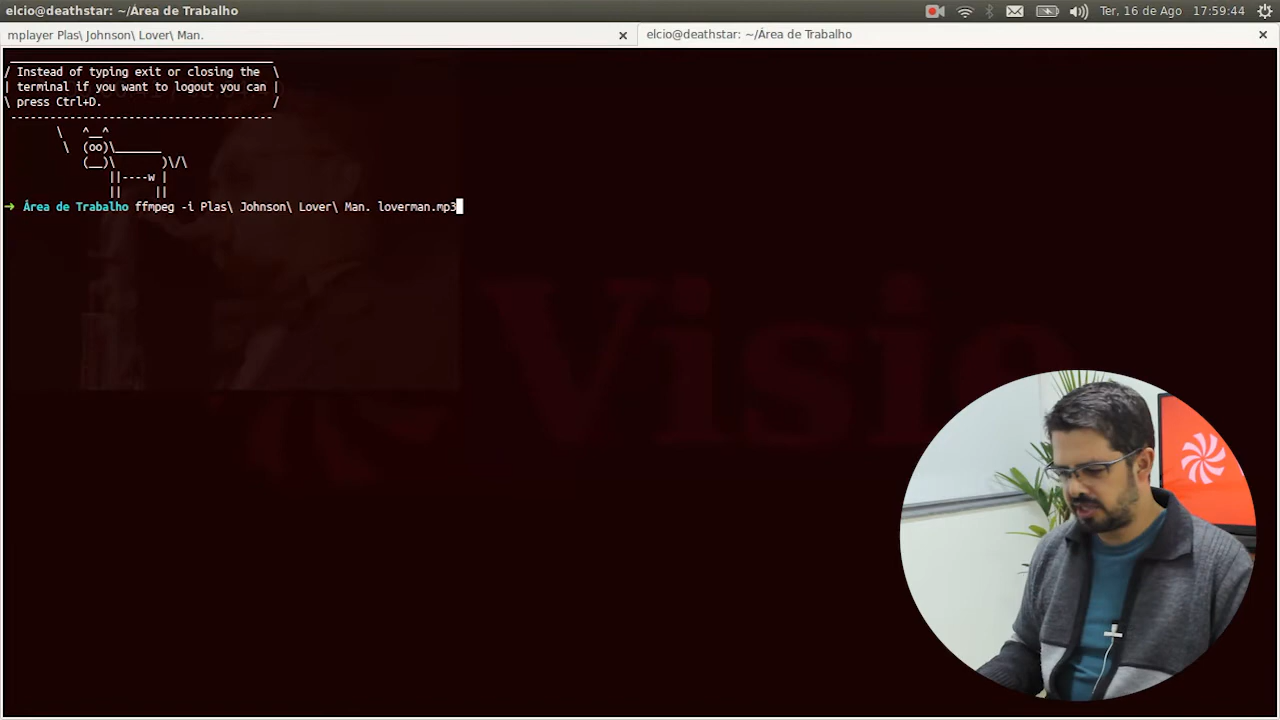 elcio@deathstar: ~/Área de Trabalho
Ter, 16 de Ago 17:59:44
mplayer Plas\ Johnson\ Lover\ Man.
elcio@deathstar: ~/Área de Trabalho
/ Instead of typing exit or closing the \
| terminal if you want to logout you can |
\ press Ctrl+D. /
➜ Área de Trabalho ffmpeg -i Plas\ Johnson\ Lover\ Man. loverman.mp3
Visie